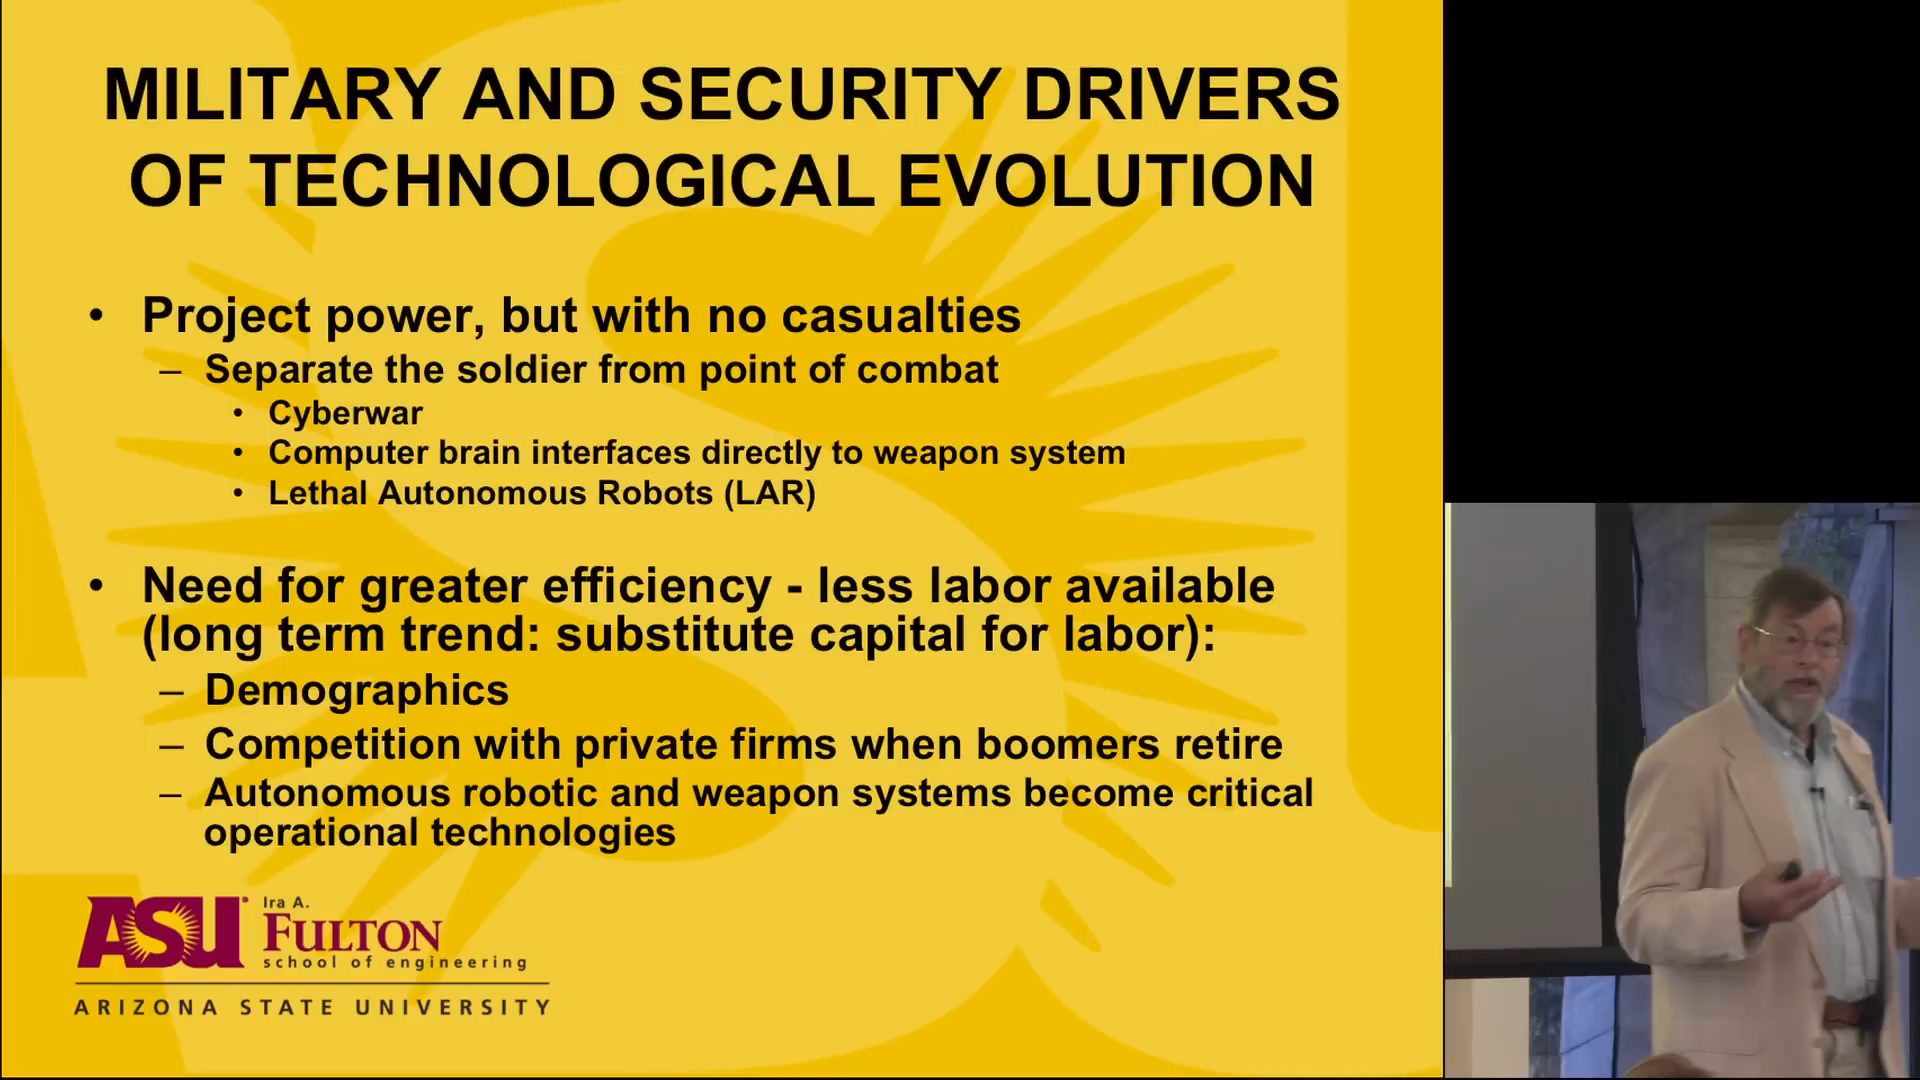 MILITARY AND SECURITY DRIVERS
OF TECHNOLOGICAL EVOLUTION
• Project power, but with no casualties
– Separate the soldier from point of combat
• Cyberwar
• Computer brain interfaces directly to weapon system
• Lethal Autonomous Robots (LAR)
• Need for greater efficiency - less labor available
(long term trend: substitute capital for labor):
– Demographics
– Competition with private firms when boomers retire
– Autonomous robotic and weapon systems become critical
operational technologies
ASU
Ira A.
FULTON
school of engineering
ARIZONA STATE UNIVERSITY